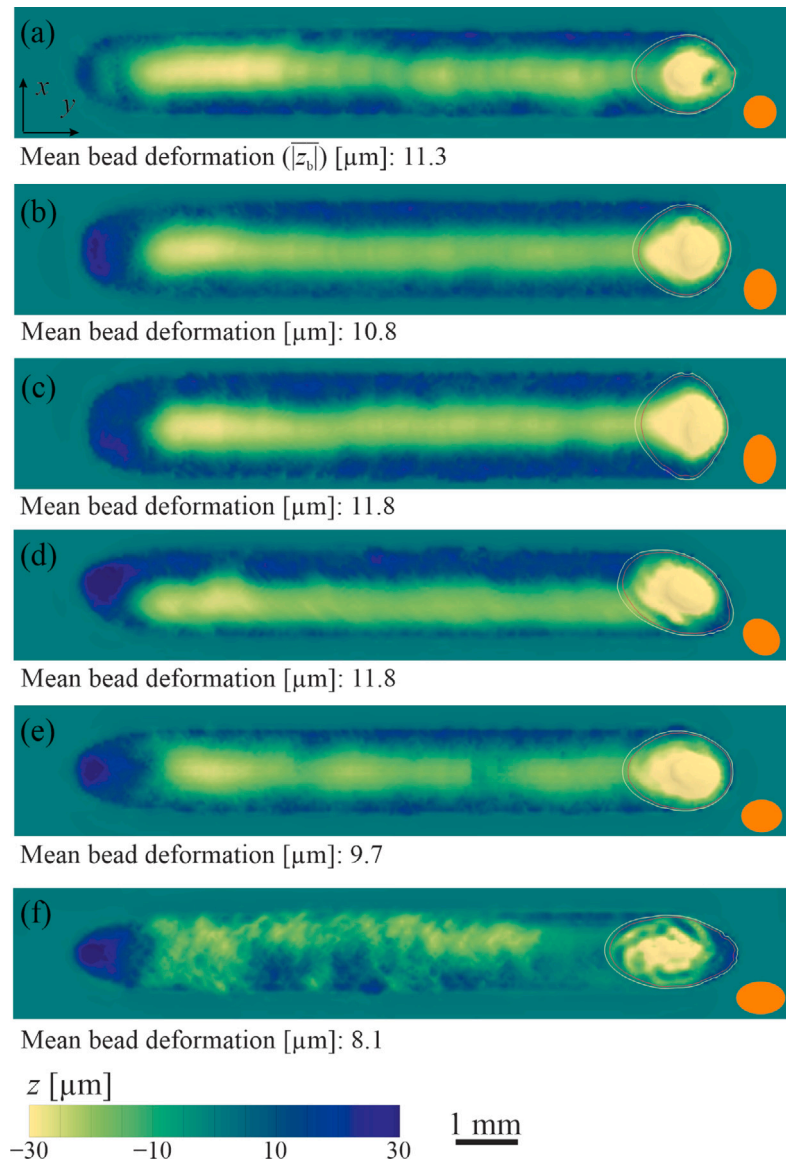 (a)
x
y
Mean bead deformation (|z_b|) [µm]: 11.3
(b)
Mean bead deformation [µm]: 10.8
(c)
Mean bead deformation [µm]: 11.8
(d)
Mean bead deformation [µm]: 11.8
(e)
Mean bead deformation [µm]: 9.7
(f)
Mean bead deformation [µm]: 8.1
z [µm]
1 mm
−30 −10 10 30